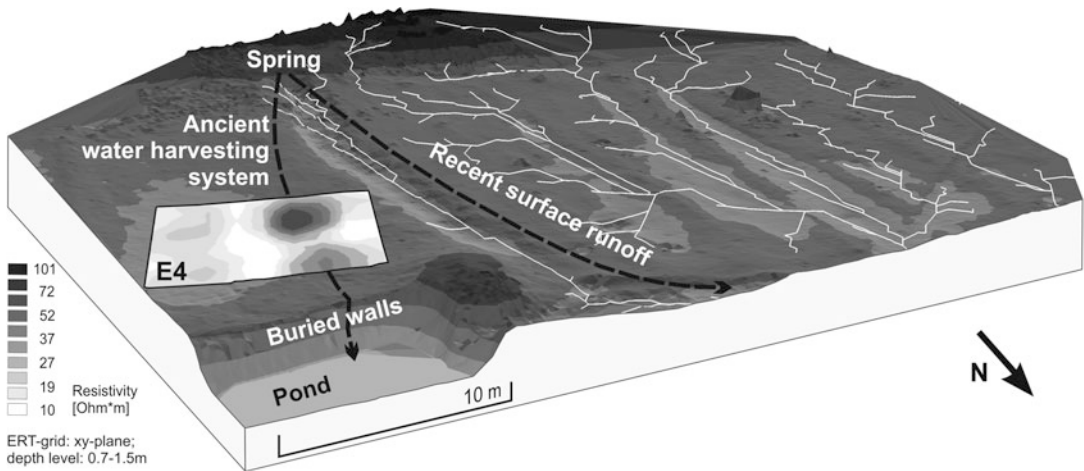 Spring
Ancient
water harvesting
system
Recent surface runoff
E4
Buried walls
Pond
10 m
N
101
72
52
37
27
19
10
Resistivity
[Ohm*m]
ERT-grid: xy-plane;
depth level: 0.7-1.5m